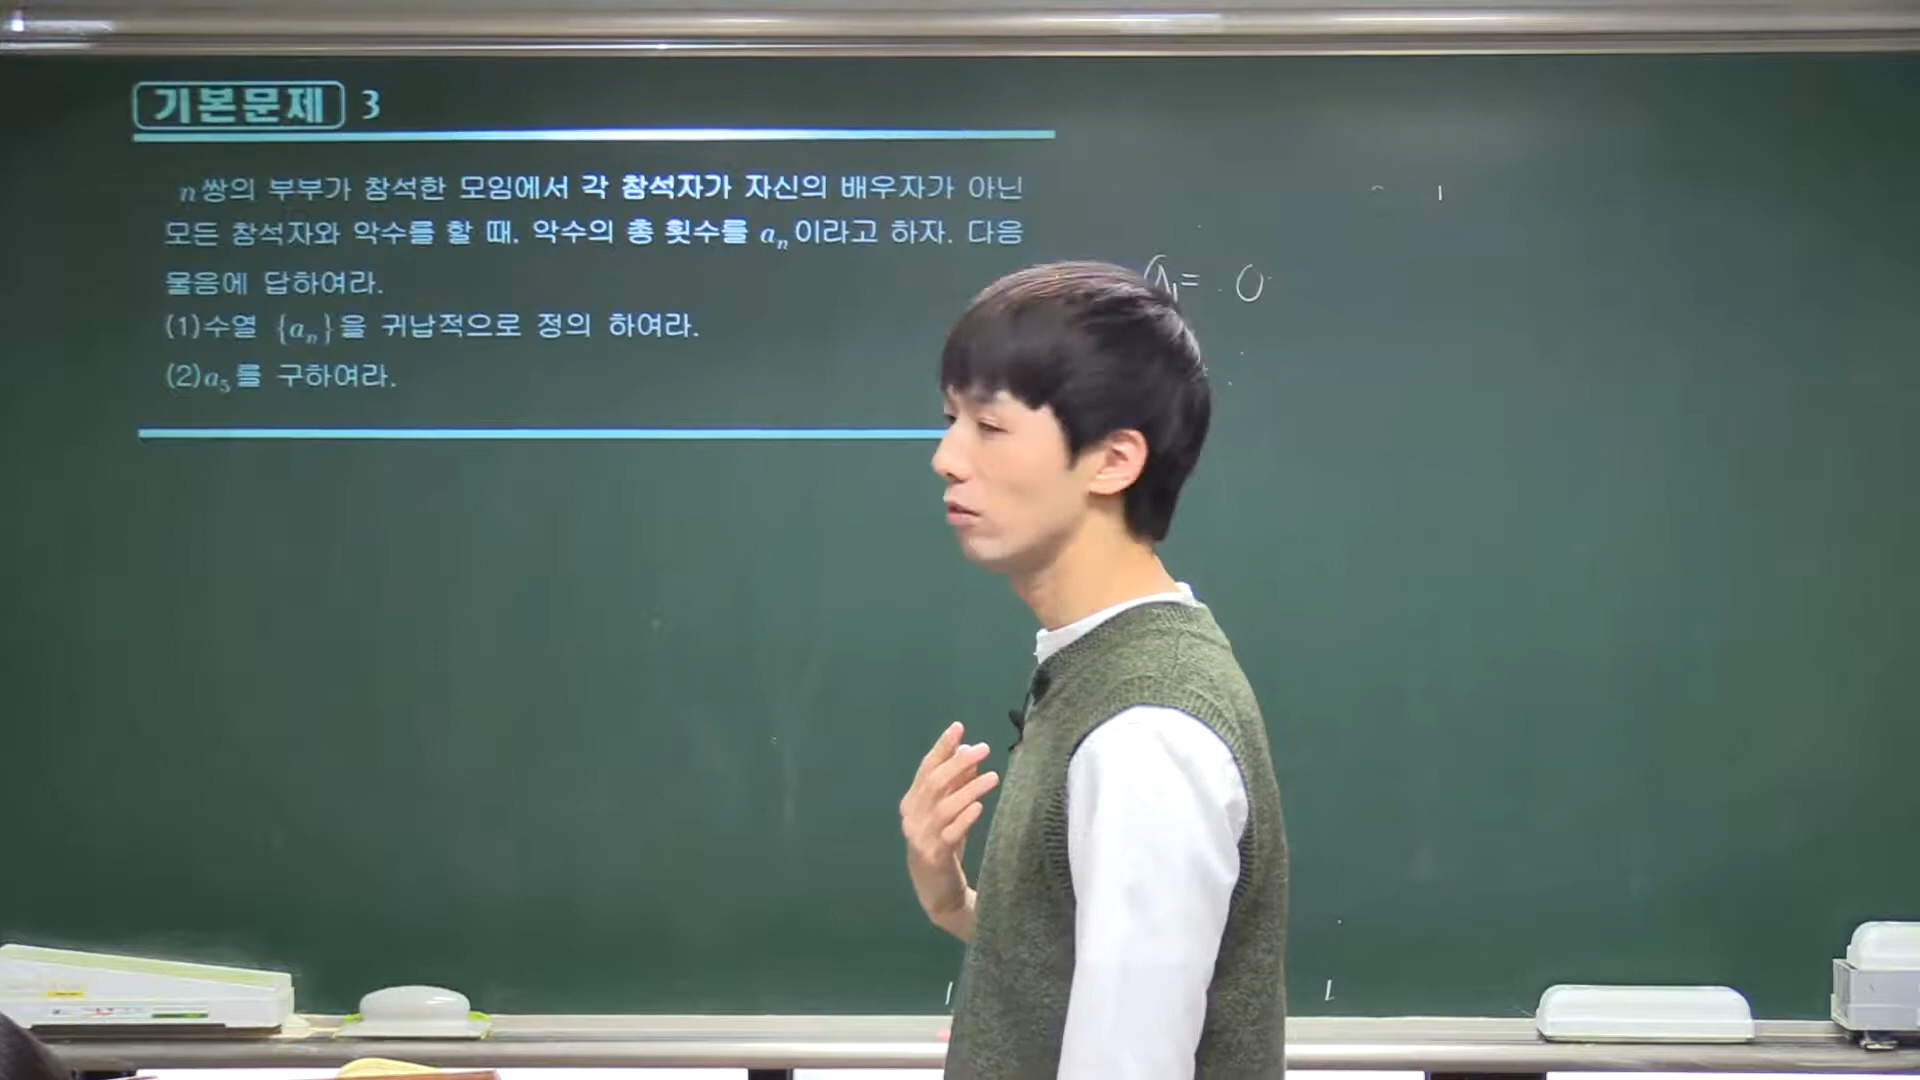 기본문제 3
n쌍의 부부가 참석한 모임에서 각 참석자가 자신의 배우자가 아닌
모든 참석자와 악수를 할 때, 악수의 총 횟수를 aₙ이라고 하자. 다음
물음에 답하여라.
(1)수열 {aₙ}을 귀납적으로 정의 하여라.
(2)a₅를 구하여라.
a₁= 0